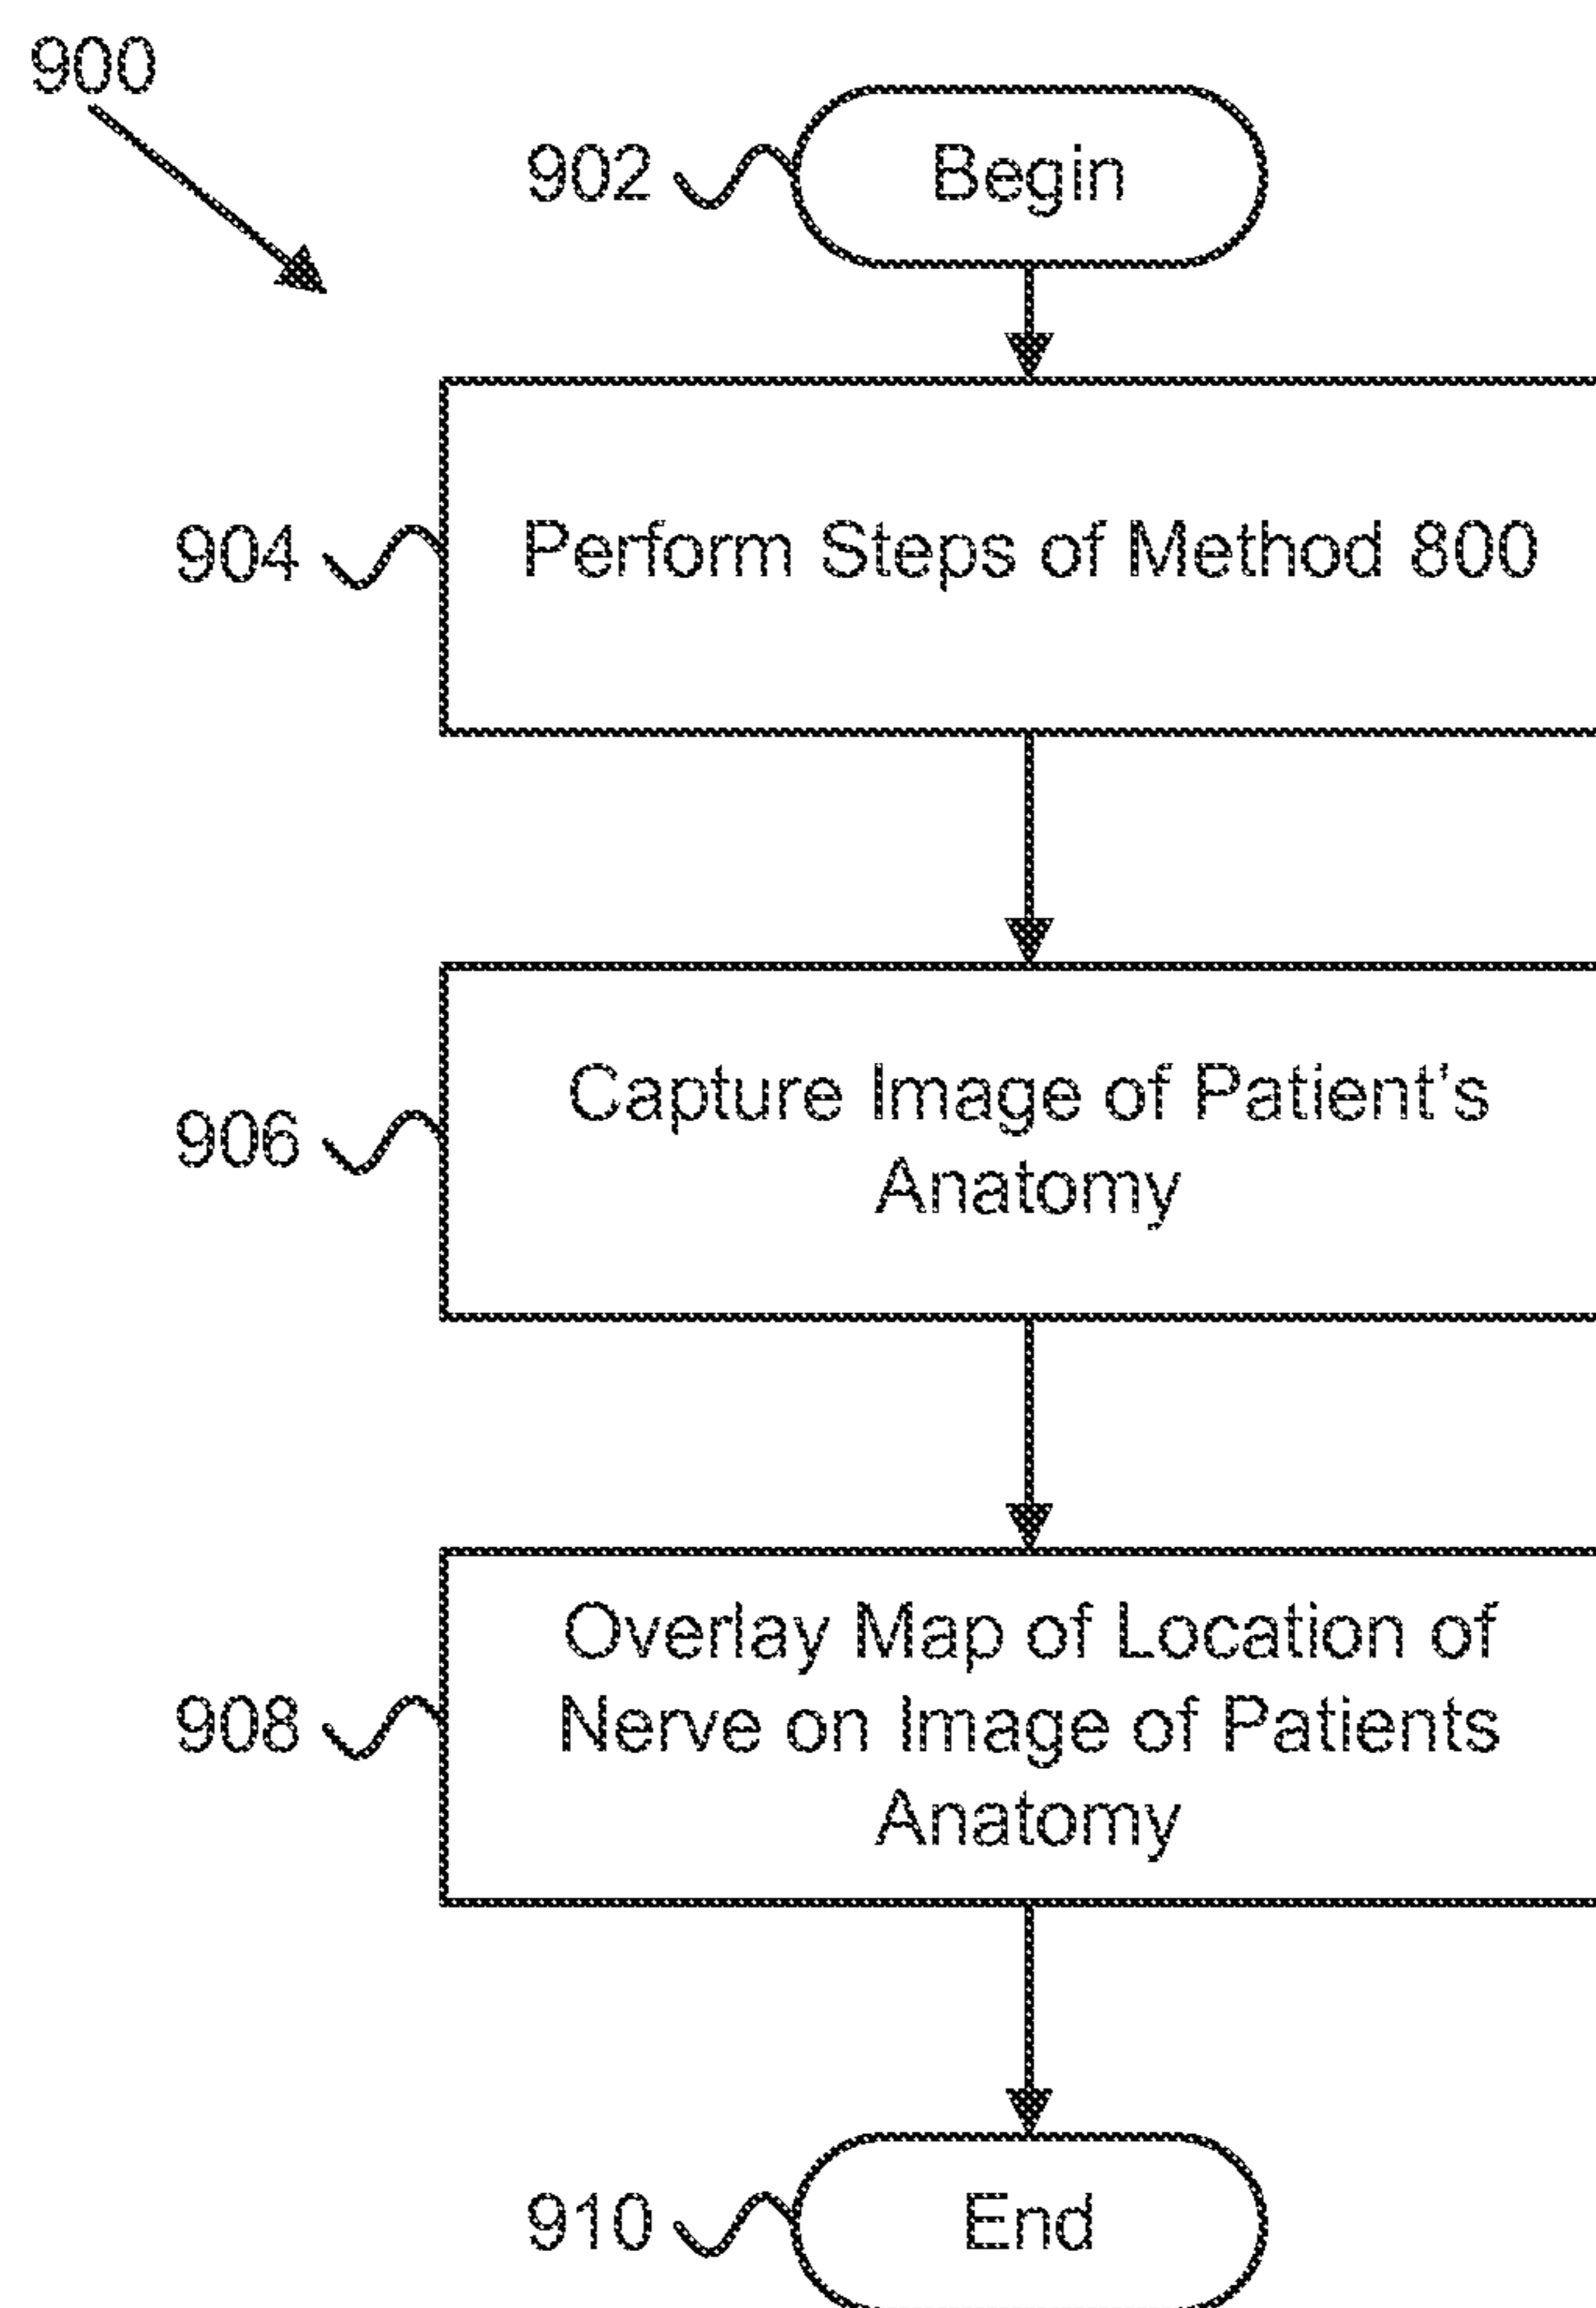 900
902
Begin
904
Perform Steps of Method 800
906
Capture Image of Patient's
Anatomy
908
Overlay Map of Location of
Nerve on Image of Patients
Anatomy
910
End